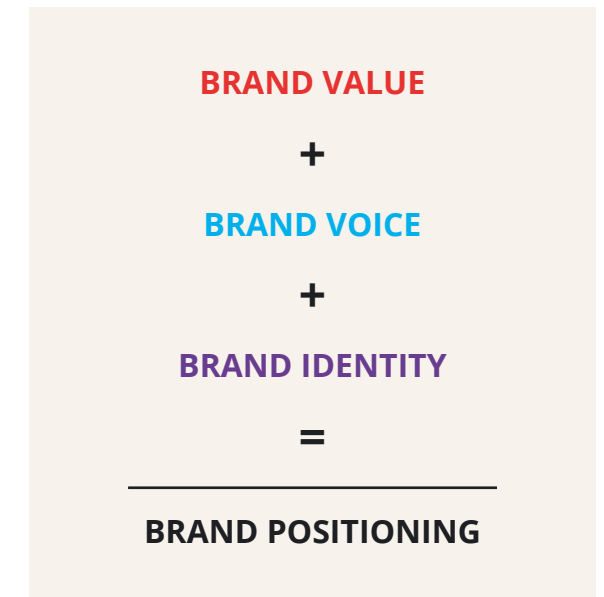 BRAND VALUE
+
BRAND VOICE
+
BRAND IDENTITY
=
BRAND POSITIONING